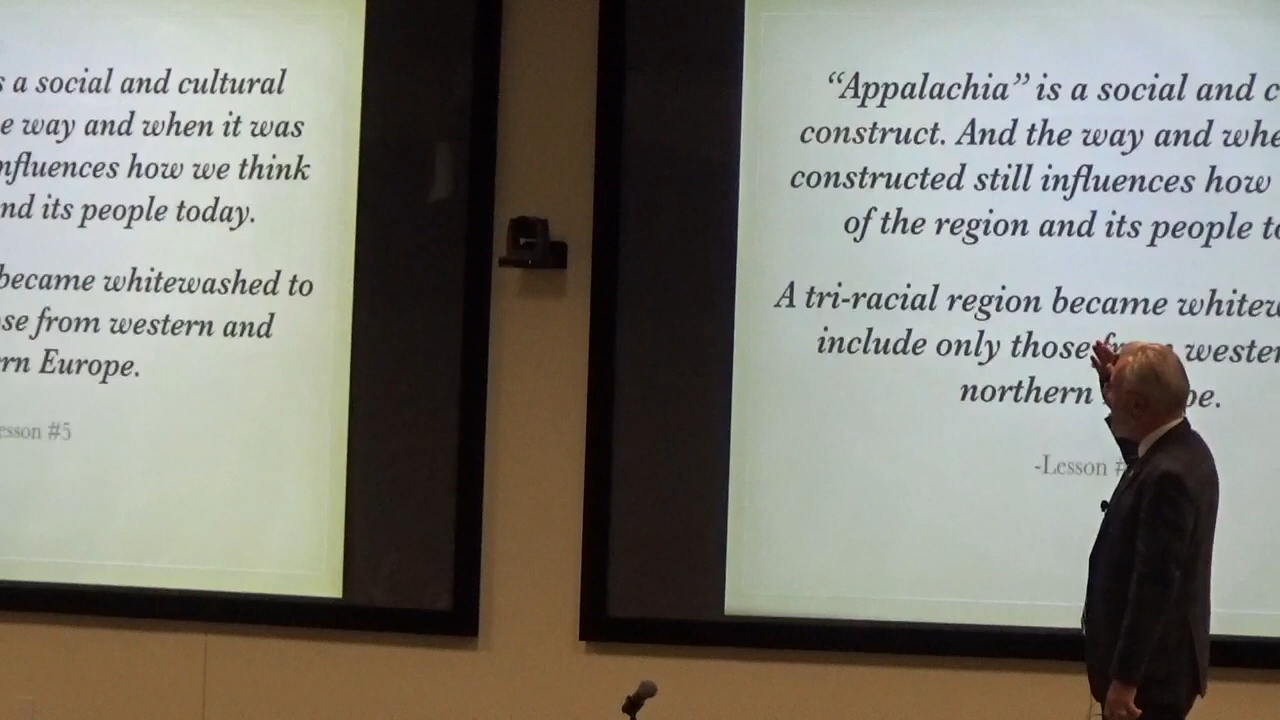 s a social and cultural
e way and when it was
nfluences how we think
nd its people today.
became whitewashed to
se from western and
rn Europe.
esson #5
“Appalachia” is a social and c
construct. And the way and whe
constructed still influences how
of the region and its people to
A tri-racial region became whitew
include only those from wester
northern pe.
-Lesson #